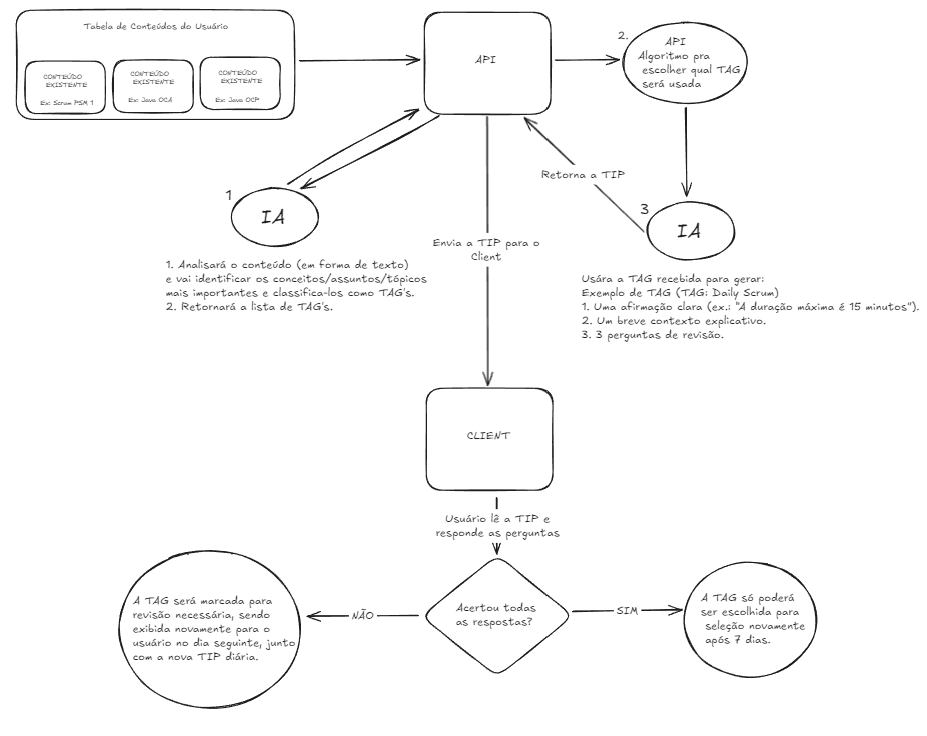 Tabela de Conteúdos do Usuário
CONTEÚDO
EXISTENTE
Ex: Scrum PSM 1
CONTEÚDO
EXISTENTE
Ex: Java OCA
CONTEÚDO
EXISTENTE
Ex: Java OCP
API
2.
API
Algoritmo pra
escolher qual TAG
será usada
Retorna a TIP
1
IA
3
IA
1. Analisará o conteúdo (em forma de texto)
e vai identificar os conceitos/assuntos/tópicos
mais importantes e classifica-los como TAG's.
2. Retornará a lista de TAG's.
Envia a TIP para o
Client
Usára a TAG recebida para gerar:
Exemplo de TAG (TAG: Daily Scrum)
1. Uma afirmação clara (ex.: "A duração máxima é 15 minutos").
2. Um breve contexto explicativo.
3. 3 perguntas de revisão.
CLIENT
Usuário lê a TIP e
responde as perguntas
Acertou todas
as respostas?
NÃO
SIM
A TAG será marcada para
revisão necessária, sendo
exibida novamente para o
usuário no dia seguinte, junto
com a nova TIP diária.
A TAG só poderá
ser escolhida para
seleção novamente
após 7 dias.